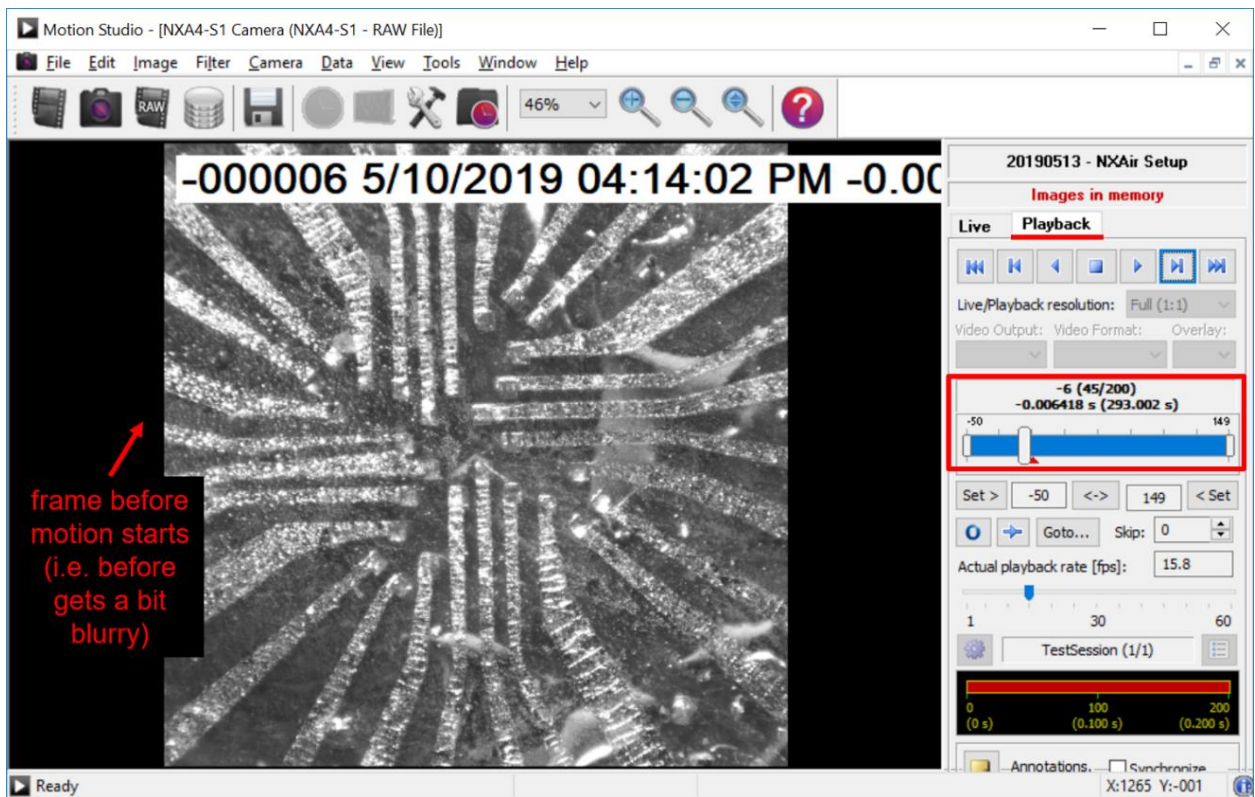 Motion Studio - [NXA4-S1 Camera (NXA4-S1 - RAW File)]
File Edit Image Filter Camera Data View Tools Window Help
RAW
46%
?
-000006 5/10/2019 04:14:02 PM -0.00
20190513 - NXAir Setup
Images in memory
Live Playback
Live/Playback resolution: Full (1:1)
Video Output: Video Format: Overlay:
-6 (45/200)
-0.006418 s (293.002 s)
-50 149
Set > -50 <-> 149 < Set
Goto... Skip: 0
Actual playback rate [fps]: 15.8
1 30 60
TestSession (1/1)
0 100 200
(0 s) (0.100 s) (0.200 s)
Annotations. Synchronize
frame before
motion starts
(i.e. before
gets a bit
blurry)
Ready X:1265 Y:-001